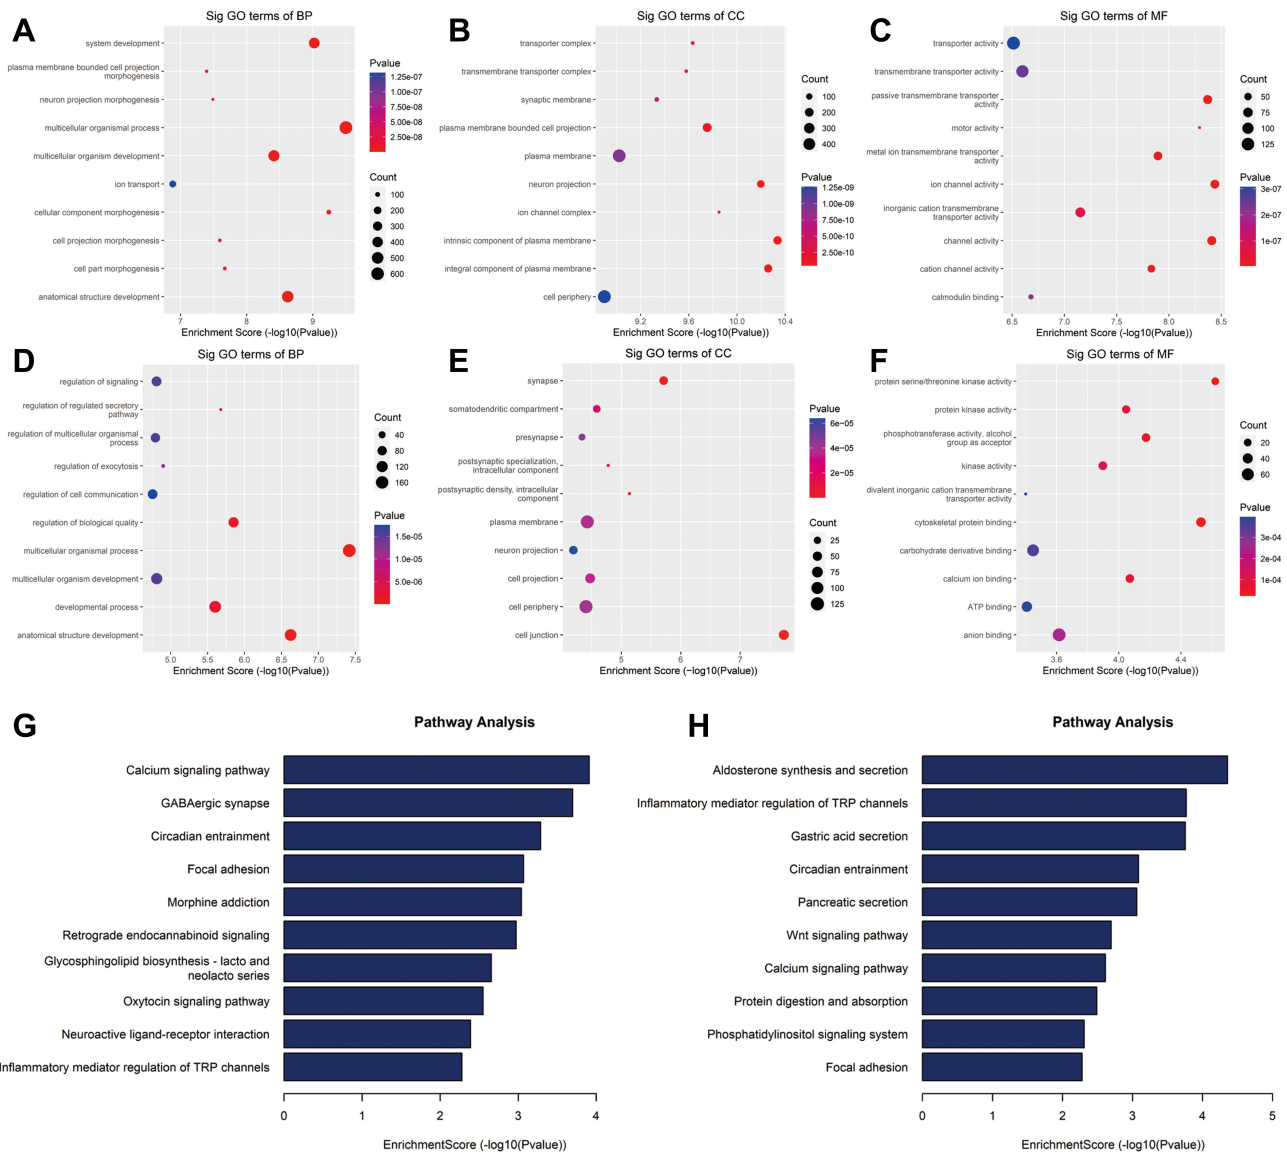 A
Sig GO terms of BP
system development
plasma membrane bounded cell projection
morphogenesis
neuron projection morphogenesis
multicellular organismal process
multicellular organism development
ion transport
cellular component morphogenesis
cell projection morphogenesis
cell part morphogenesis
anatomical structure development
7
8
9
Enrichment Score (-log10(Pvalue))
Pvalue
1.25e-07
1.00e-07
7.50e-08
5.00e-08
2.50e-08
Count
100
200
300
400
500
600
B
Sig GO terms of CC
transporter complex
transmembrane transporter complex
synaptic membrane
plasma membrane bounded cell projection
plasma membrane
neuron projection
ion channel complex
intrinsic component of plasma membrane
integral component of plasma membrane
cell periphery
9.2
9.6
10.0
10.4
Enrichment Score (-log10(Pvalue))
Count
100
200
300
400
Pvalue
1.25e-09
1.00e-09
7.50e-10
5.00e-10
2.50e-10
C
Sig GO terms of MF
transporter activity
transmembrane transporter activity
passive transmembrane transporter
activity
motor activity
metal ion transmembrane transporter
activity
ion channel activity
inorganic cation transmembrane
transporter activity
channel activity
cation channel activity
calmodulin binding
6.5
7.0
7.5
8.0
8.5
Enrichment Score (-log10(Pvalue))
Count
50
75
100
125
Pvalue
3e-07
2e-07
1e-07
D
Sig GO terms of BP
regulation of signaling
regulation of regulated secretory
pathway
regulation of multicellular organismal
process
regulation of exocytosis
regulation of cell communication
regulation of biological quality
multicellular organismal process
multicellular organism development
developmental process
anatomical structure development
5.0
5.5
6.0
6.5
7.0
7.5
Enrichment Score (-log10(Pvalue))
Count
40
80
120
160
Pvalue
1.5e-05
1.0e-05
5.0e-06
E
Sig GO terms of CC
synapse
somatodendritic compartment
presynapse
postsynaptic specialization,
intracellular component
postsynaptic density, intracellular
component
plasma membrane
neuron projection
cell projection
cell periphery
cell junction
5
6
7
Enrichment Score (−log10(Pvalue))
Pvalue
6e-05
4e-05
2e-05
Count
25
50
75
100
125
F
Sig GO terms of MF
protein serine/threonine kinase activity
protein kinase activity
phosphotransferase activity, alcohol
group as acceptor
kinase activity
divalent inorganic cation transmembrane
transporter activity
cytoskeletal protein binding
carbohydrate derivative binding
calcium ion binding
ATP binding
anion binding
3.6
4.0
4.4
Enrichment Score (-log10(Pvalue))
Count
20
40
60
Pvalue
3e-04
2e-04
1e-04
G
Pathway Analysis
Calcium signaling pathway
GABAergic synapse
Circadian entrainment
Focal adhesion
Morphine addiction
Retrograde endocannabinoid signaling
Glycosphingolipid biosynthesis - lacto and
neolacto series
Oxytocin signaling pathway
Neuroactive ligand-receptor interaction
Inflammatory mediator regulation of TRP channels
0
1
2
3
4
EnrichmentScore (-log10(Pvalue))
H
Pathway Analysis
Aldosterone synthesis and secretion
Inflammatory mediator regulation of TRP channels
Gastric acid secretion
Circadian entrainment
Pancreatic secretion
Wnt signaling pathway
Calcium signaling pathway
Protein digestion and absorption
Phosphatidylinositol signaling system
Focal adhesion
0
1
2
3
4
5
EnrichmentScore (-log10(Pvalue))